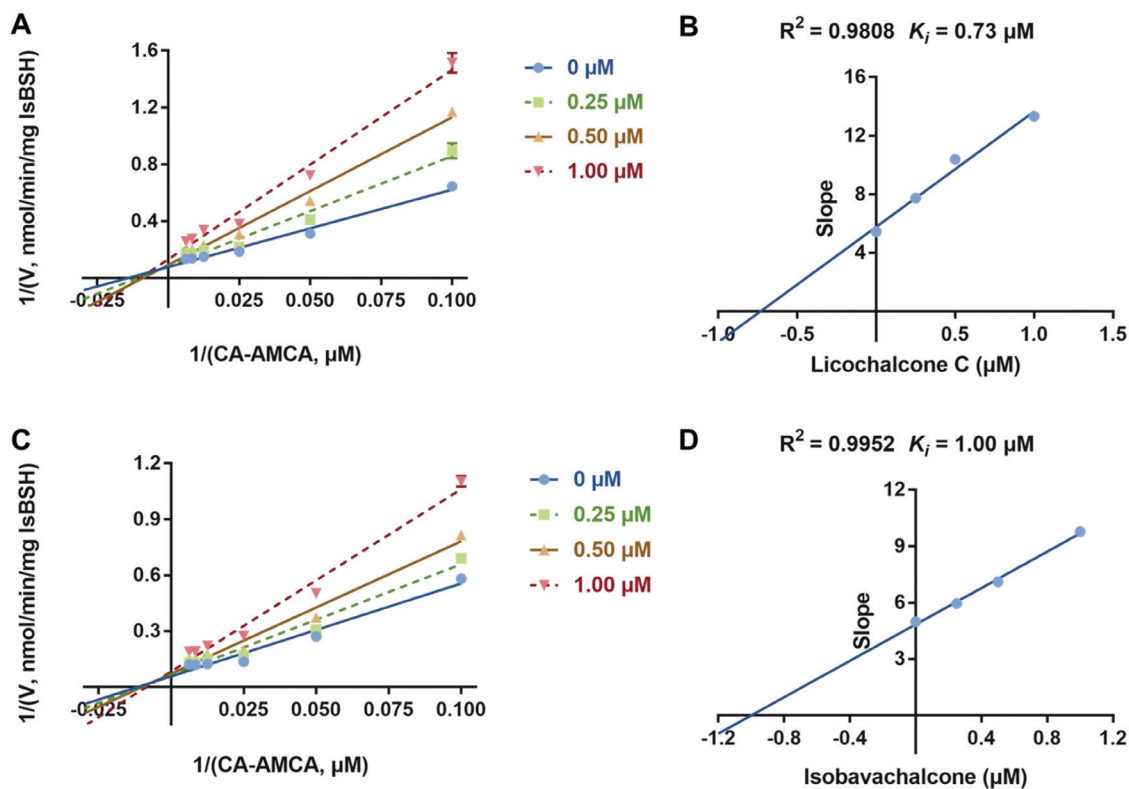 A
1/(V, nmol/min/mg lsBSH)
1.6
1.2
0.8
0.4
-0.025
0.025
0.050
0.075
0.100
1/(CA-AMCA, µM)
0 µM
0.25 µM
0.50 µM
1.00 µM
B
R² = 0.9808 Kᵢ = 0.73 µM
16
12
8
4
Slope
-1.0
-0.5
0.5
1.0
1.5
Licochalcone C (µM)
C
1/(V, nmol/min/mg lsBSH)
1.2
0.9
0.6
0.3
-0.025
0.025
0.050
0.075
0.100
1/(CA-AMCA, µM)
0 µM
0.25 µM
0.50 µM
1.00 µM
D
R² = 0.9952 Kᵢ = 1.00 µM
12
9
6
3
Slope
-1.2
-0.8
-0.4
0.4
0.8
1.2
Isobavachalcone (µM)